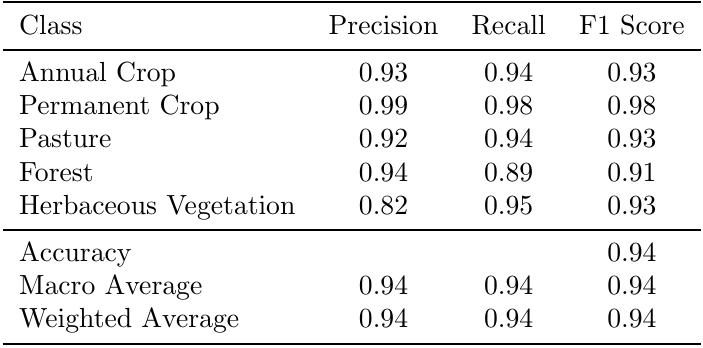 Class Precision Recall F1 Score
Annual Crop 0.93 0.94 0.93
Permanent Crop 0.99 0.98 0.98
Pasture 0.92 0.94 0.93
Forest 0.94 0.89 0.91
Herbaceous Vegetation 0.82 0.95 0.93
Accuracy 0.94
Macro Average 0.94 0.94 0.94
Weighted Average 0.94 0.94 0.94